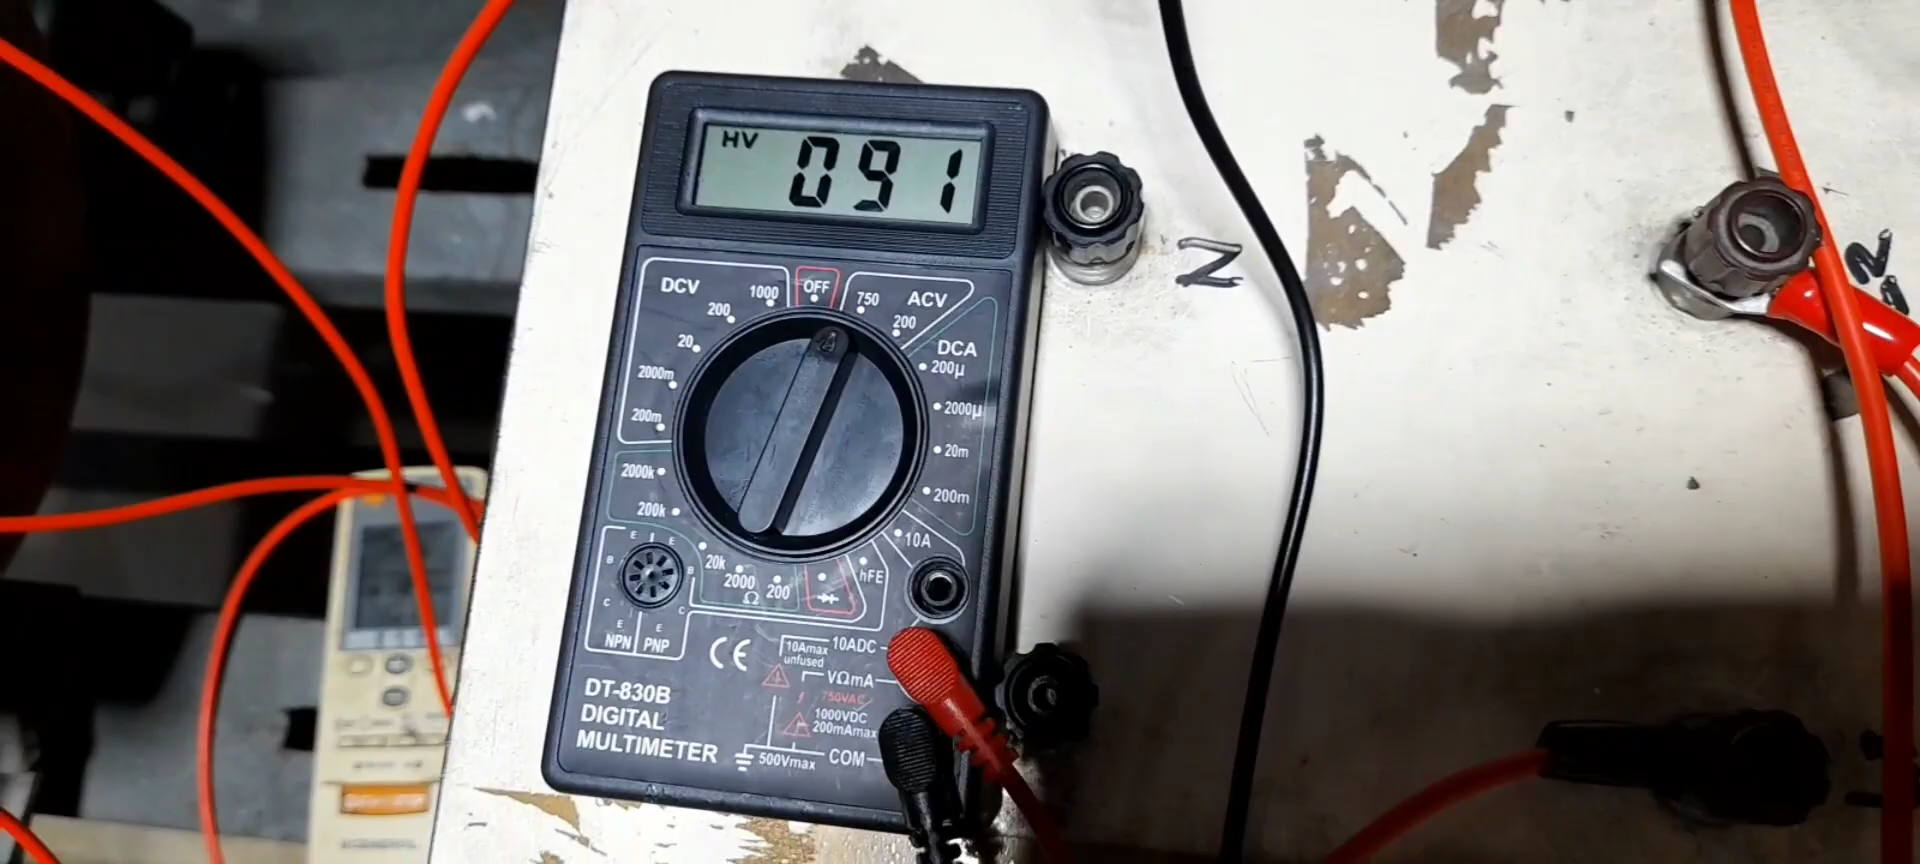 HV
091
DCV
OFF
ACV
1000
750
200
200
20
DCA
200µ
2000m
2000µ
200m
20m
2000k
200m
200k
10A
20k
hFE
2000
200
Ω
E
E
B
B
C
C
E
E
NPN
PNP
CE
10Amax
unfused
10ADC
VΩmA
750VAC
1000VDC
200mAmax
500Vmax
COM
DT-830B
DIGITAL
MULTIMETER
N